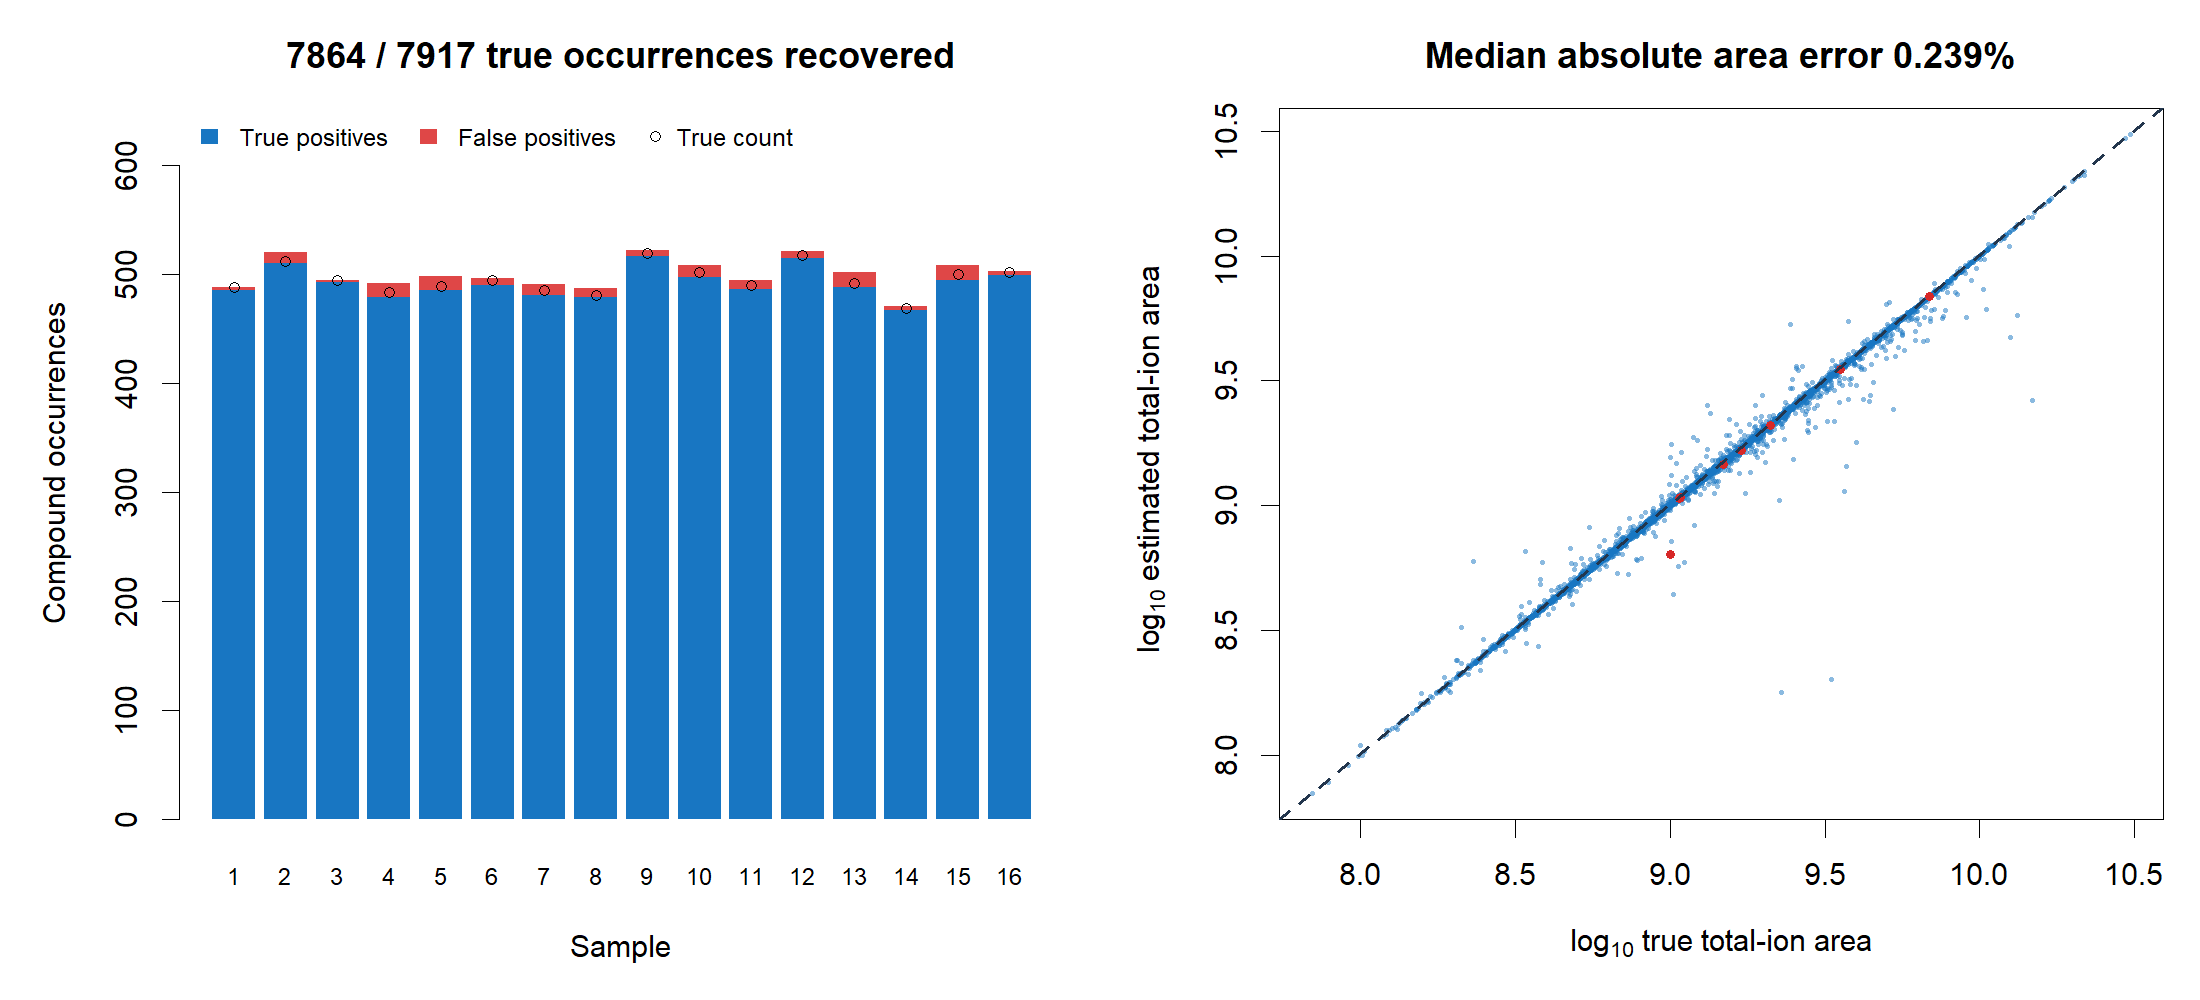 7864 / 7917 true occurrences recovered
True positives False positives True count
Compound occurrences
600
500
400
300
200
100
0
1 2 3 4 5 6 7 8 9 10 11 12 13 14 15 16
Sample
Median absolute area error 0.239%
log10 estimated total-ion area
10.5
10.0
9.5
9.0
8.5
8.0
8.0 8.5 9.0 9.5 10.0 10.5
log10 true total-ion area